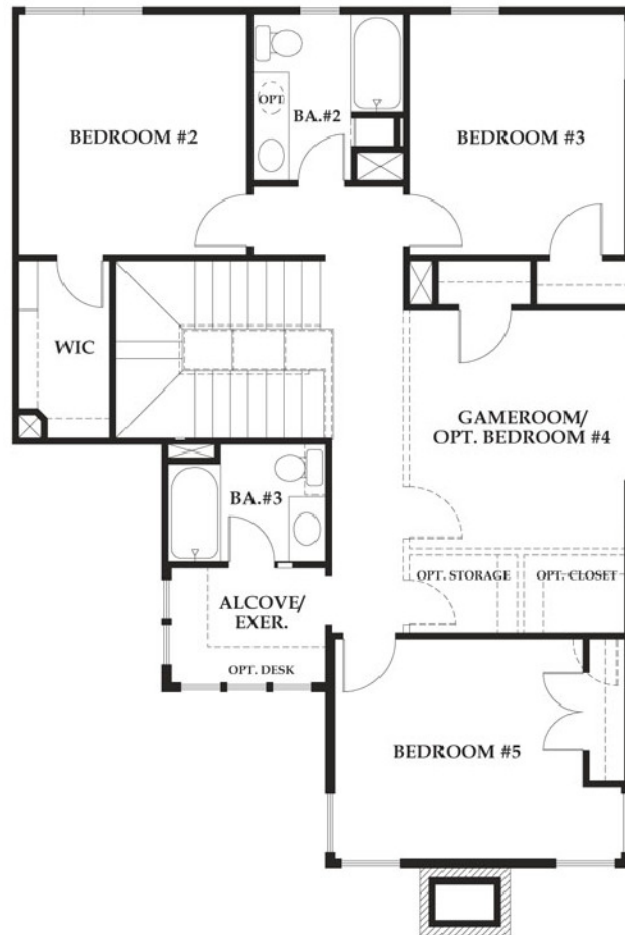 OPT
BA.#2
BEDROOM #2
BEDROOM #3
WIC
GAMEROOM/
OPT. BEDROOM #4
BA.#3
OPT. STORAGE
OPT. CLOSET
ALCOVE/
EXER.
OPT. DESK
BEDROOM #5